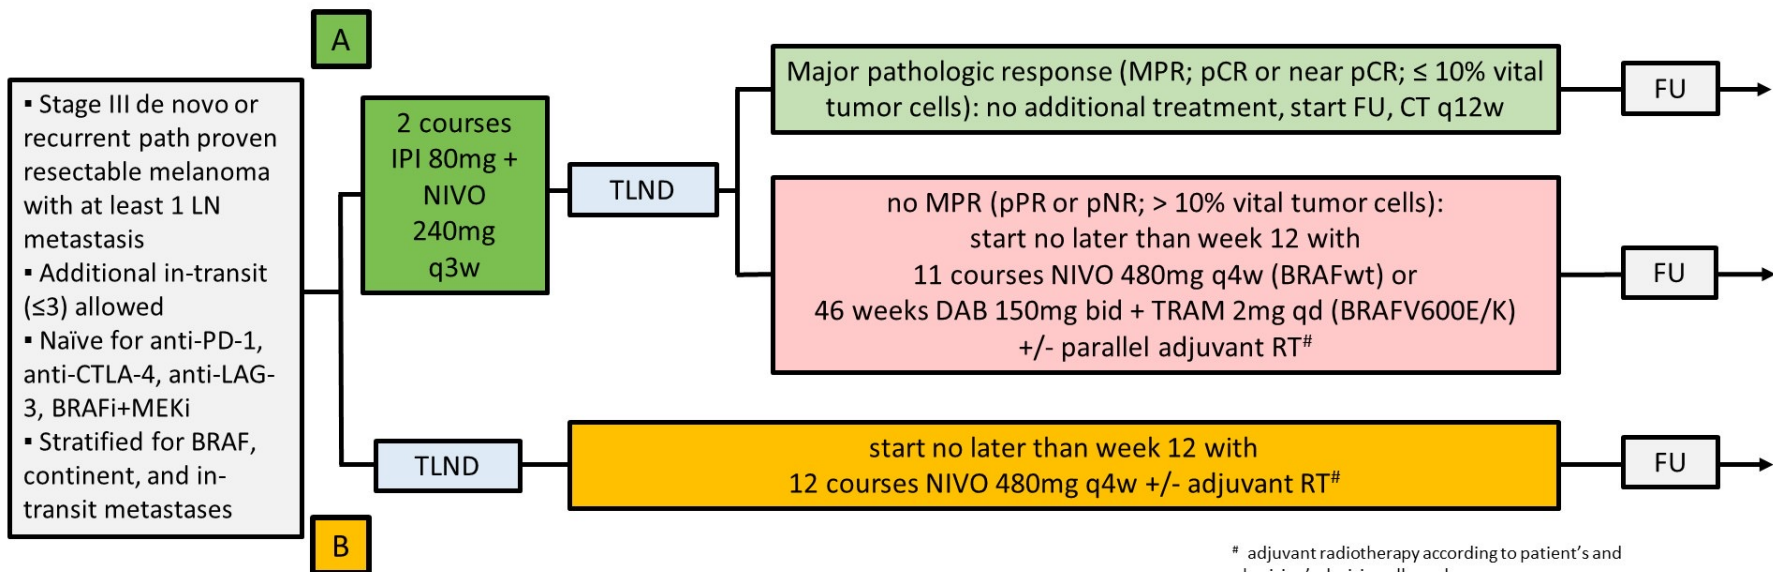 A
▪ Stage III de novo or
recurrent path proven
resectable melanoma
with at least 1 LN
metastasis
▪ Additional in-transit
(≤3) allowed
▪ Naïve for anti-PD-1,
anti-CTLA-4, anti-LAG-
3, BRAFi+MEKi
▪ Stratified for BRAF,
continent, and in-
transit metastases
2 courses
IPI 80mg +
NIVO
240mg
q3w
TLND
Major pathologic response (MPR; pCR or near pCR; ≤ 10% vital
tumor cells): no additional treatment, start FU, CT q12w
FU
no MPR (pPR or pNR; > 10% vital tumor cells):
start no later than week 12 with
11 courses NIVO 480mg q4w (BRAFwt) or
46 weeks DAB 150mg bid + TRAM 2mg qd (BRAFV600E/K)
+/- parallel adjuvant RT#
FU
TLND
start no later than week 12 with
12 courses NIVO 480mg q4w +/- adjuvant RT#
FU
B
# adjuvant radiotherapy according to patient's and